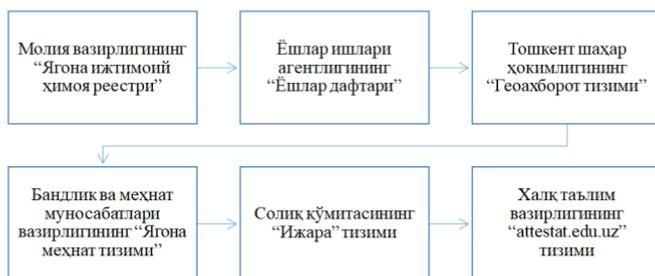 Молия вазирлигининг
“Ягона ижтимоий
ҳимоя реестри”
Ёшлар ишлари
агентлигининг
“Ёшлар дафтари”
Тошкент шаҳар
ҳокимлигининг
“Геоахборот тизими”
Бандлик ва меҳнат
муносабатлари
вазирлигининг “Ягона
меҳнат тизими”
Солиқ қўмитасининг
“Ижара” тизими
Халқ таълим
вазирлигининг
“attestat.edu.uz”
тизими